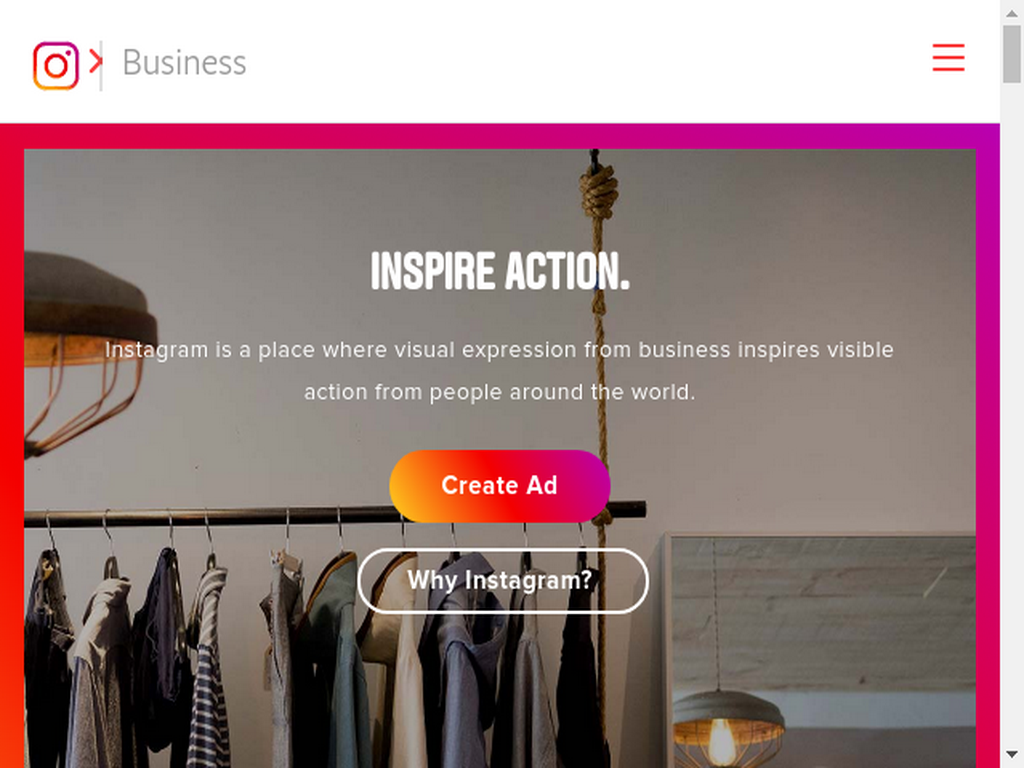 Business
INSPIRE ACTION.
Instagram is a place where visual expression from business inspires visible
action from people around the world.
Create Ad
Why Instagram?